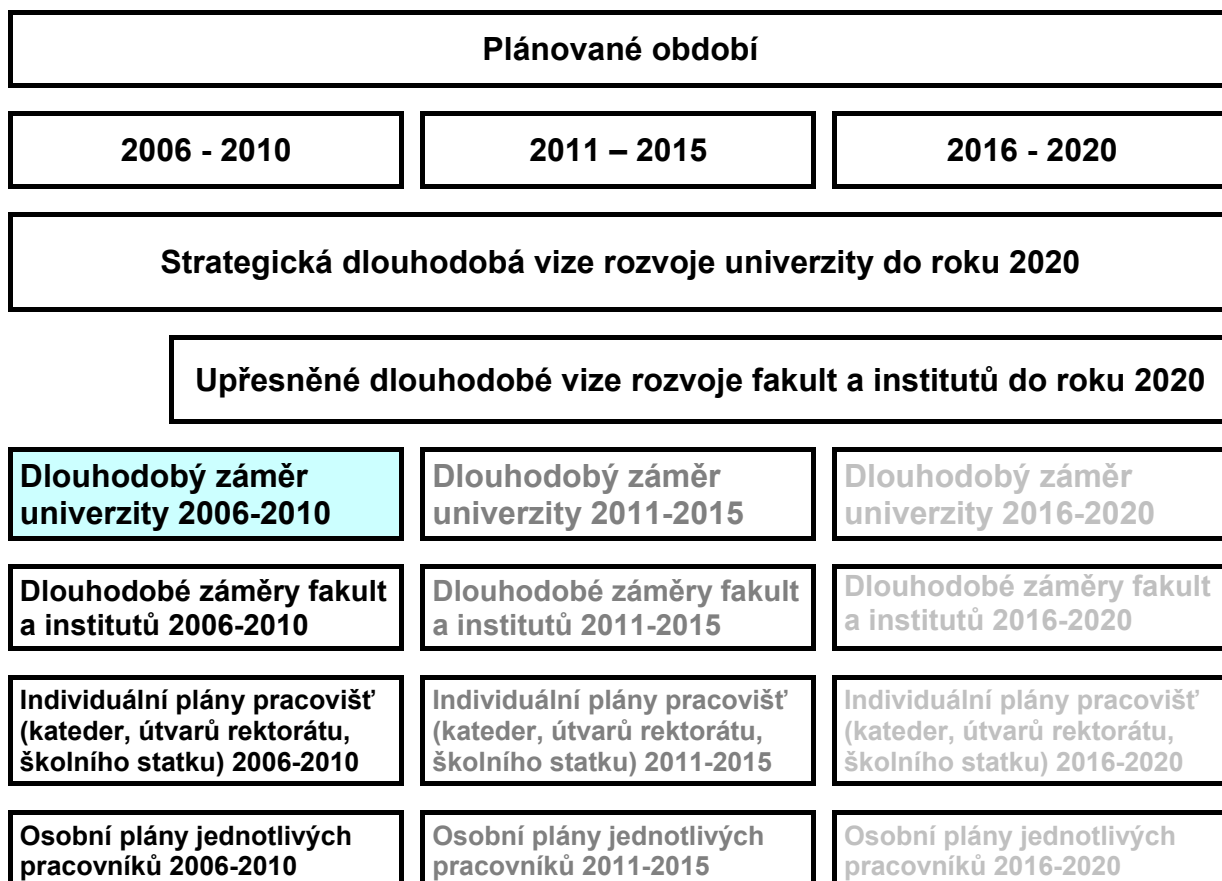 Plánované období
2006 - 2010
2011 – 2015
2016 - 2020
Strategická dlouhodobá vize rozvoje univerzity do roku 2020
Upřesněné dlouhodobé vize rozvoje fakult a institutů do roku 2020
Dlouhodobý záměr
univerzity 2006-2010
Dlouhodobý záměr
univerzity 2011-2015
Dlouhodobý záměr
univerzity 2016-2020
Dlouhodobé záměry fakult
a institutů 2006-2010
Dlouhodobé záměry fakult
a institutů 2011-2015
Dlouhodobé záměry fakult
a institutů 2016-2020
Individuální plány pracovišť
(kateder, útvarů rektorátu,
školního statku) 2006-2010
Individuální plány pracovišť
(kateder, útvarů rektorátu,
školního statku) 2011-2015
Individuální plány pracovišť
(kateder, útvarů rektorátu,
školního statku) 2016-2020
Osobní plány jednotlivých
pracovníků 2006-2010
Osobní plány jednotlivých
pracovníků 2011-2015
Osobní plány jednotlivých
pracovníků 2016-2020